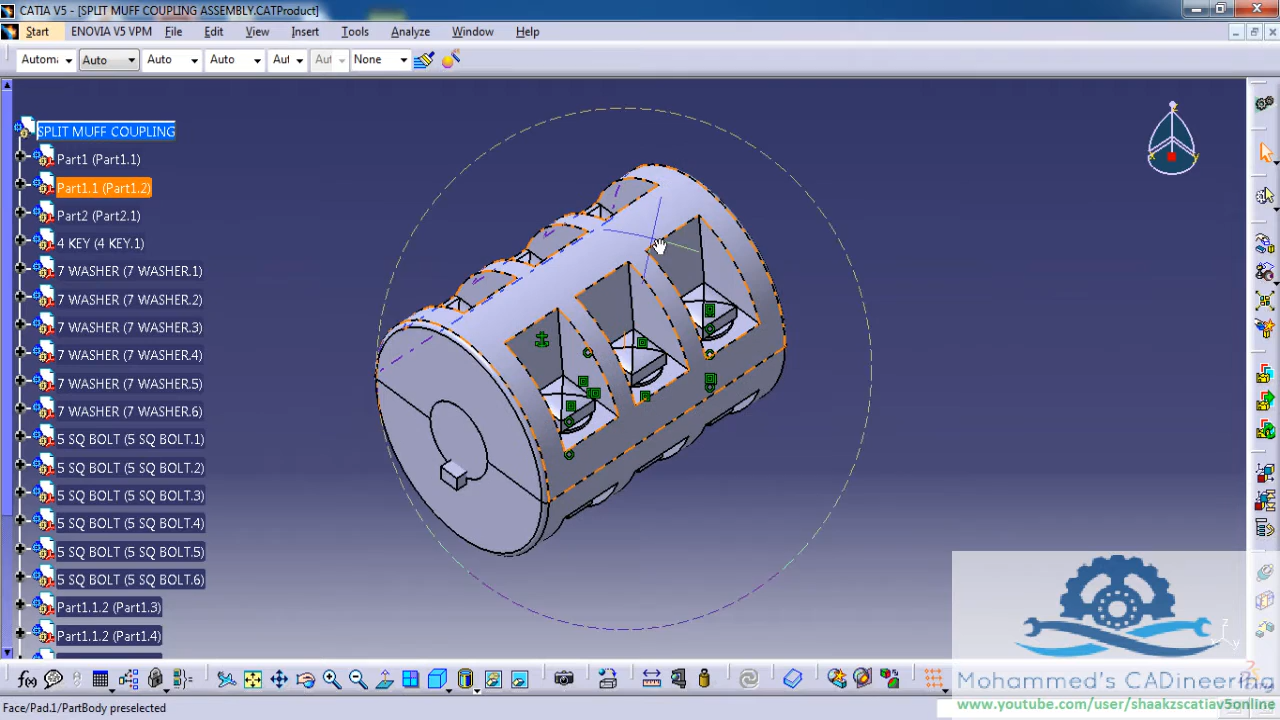 CATIA V5 - [SPLIT MUFF COUPLING ASSEMBLY.CATProduct]
Start ENOVIA V5 VPM File Edit View Insert Tools Analyze Window Help
Automa Auto Auto Auto Aut Aut None
SPLIT MUFF COUPLING
Part1 (Part1.1)
Part1.1 (Part1.2)
Part2 (Part2.1)
4 KEY (4 KEY.1)
7 WASHER (7 WASHER.1)
7 WASHER (7 WASHER.2)
7 WASHER (7 WASHER.3)
7 WASHER (7 WASHER.4)
7 WASHER (7 WASHER.5)
7 WASHER (7 WASHER.6)
5 SQ BOLT (5 SQ BOLT.1)
5 SQ BOLT (5 SQ BOLT.2)
5 SQ BOLT (5 SQ BOLT.3)
5 SQ BOLT (5 SQ BOLT.4)
5 SQ BOLT (5 SQ BOLT.5)
5 SQ BOLT (5 SQ BOLT.6)
Part1.1.2 (Part1.3)
Part1.1.2 (Part1.4)
z
y
f(x)
Mohammed's CADineering
www.youtube.com/user/shaakzscatiav5online
Face/Pad.1/PartBody preselected